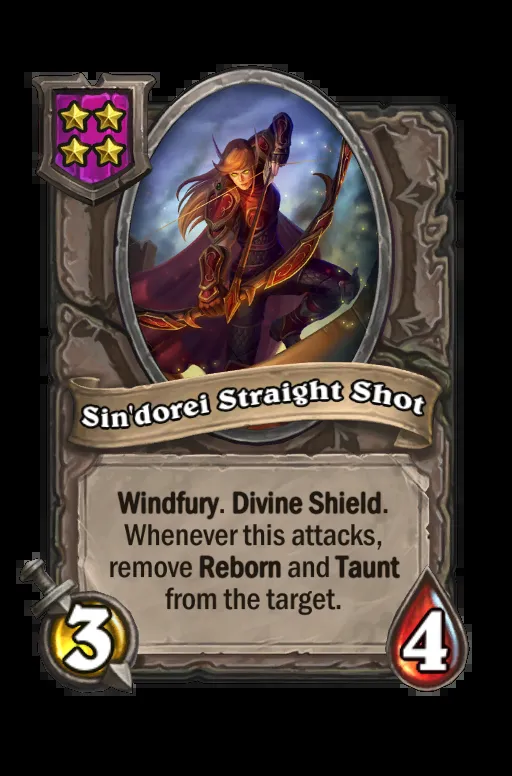 Sin'dorei Straight Shot
Windfury. Divine Shield.
Whenever this attacks,
remove Reborn and Taunt
from the target.
3
4